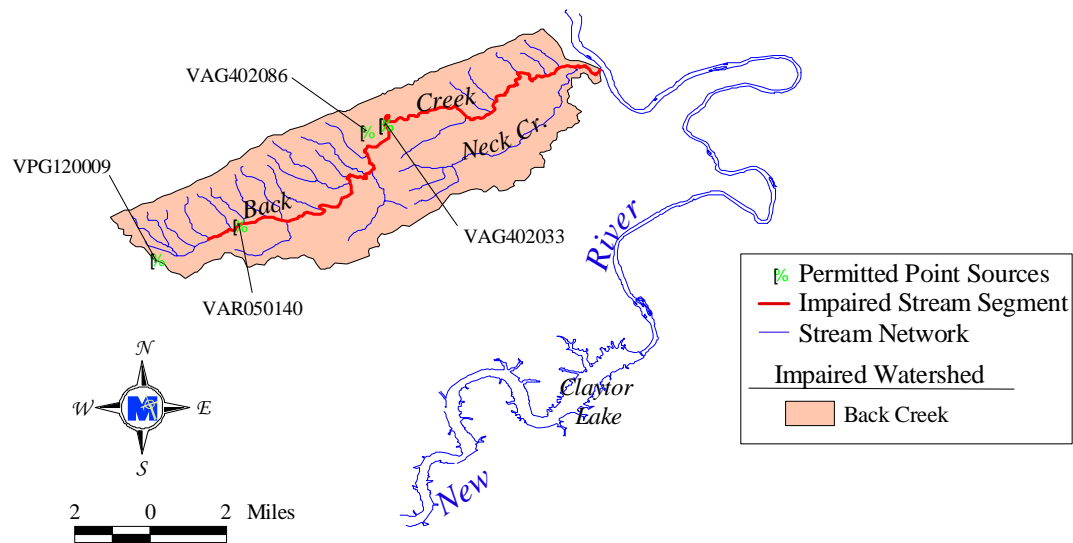 VAG402086
Creek
Neck Cr.
VPG120009
Back
VAG402033
VAR050140
River
Permitted Point Sources
Impaired Stream Segment
Stream Network
Impaired Watershed
Back Creek
N
W
E
S
M
Claytor
Lake
New
2 0 2 Miles